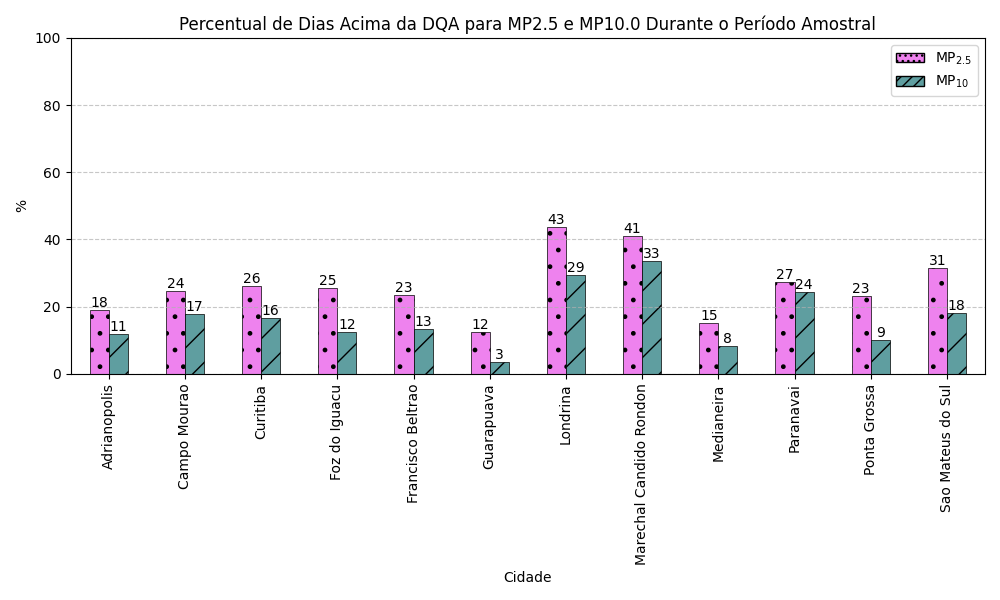 Percentual de Dias Acima da DQA para MP2.5 e MP10.0 Durante o Período Amostral
MP2.5
MP10
100
80
60
40
20
0
%
18 11 24 17 26 16 25 12 23 13 12 3 43 29 41 33 15 8 27 24 23 9 31 18
Adrianopolis
Campo Mourao
Curitiba
Foz do Iguacu
Francisco Beltrao
Guarapuava
Londrina
Marechal Candido Rondon
Medianeira
Paranavai
Ponta Grossa
Sao Mateus do Sul
Cidade